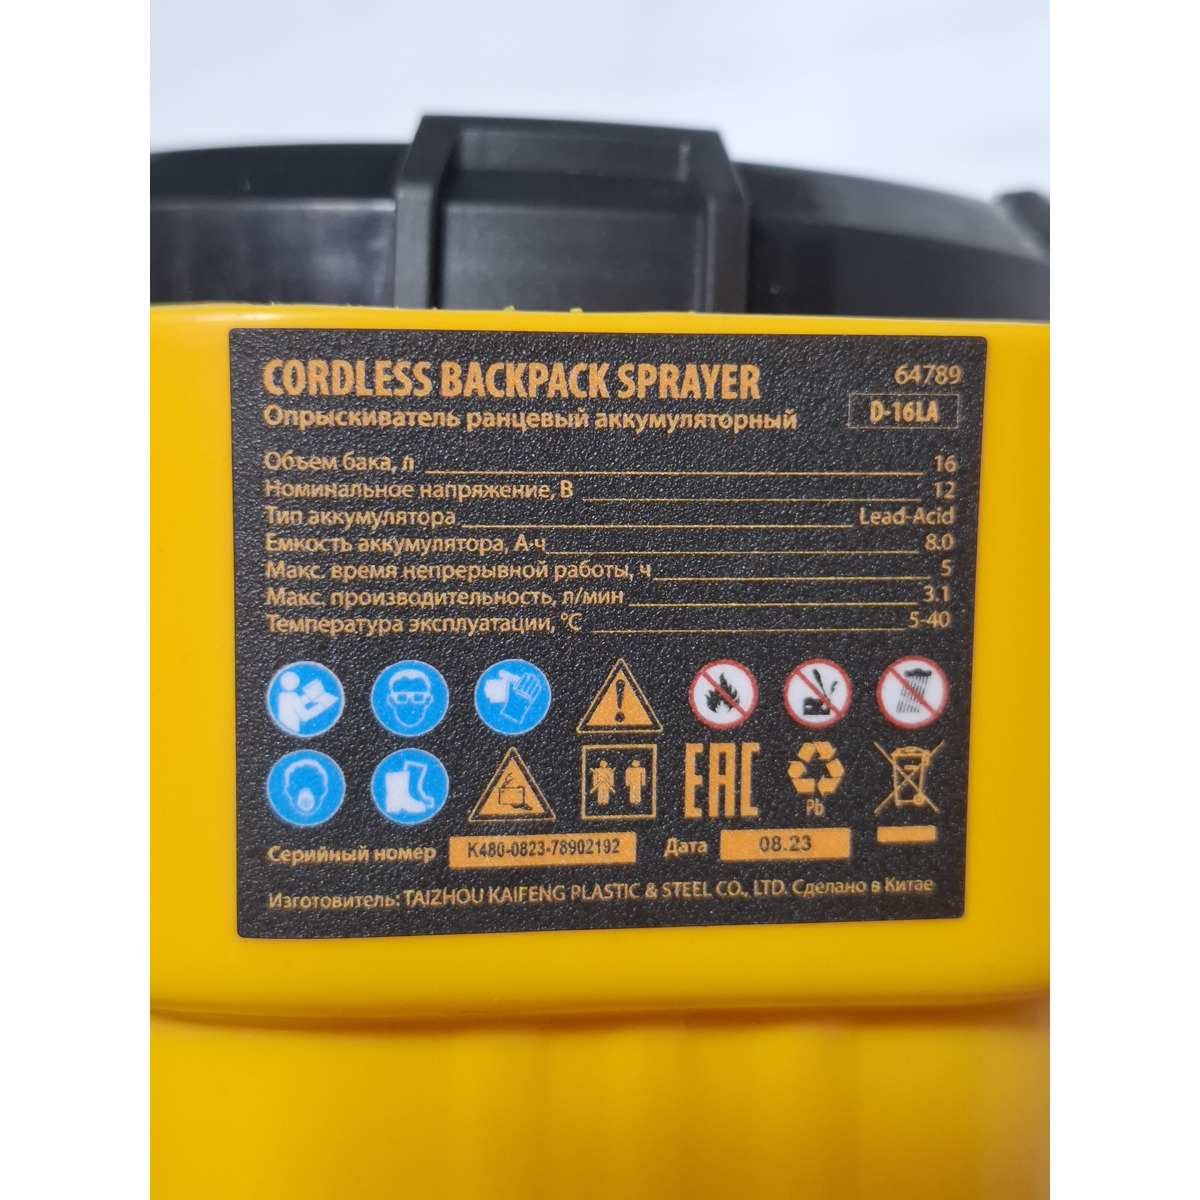 CORDLESS BACKPACK SPRAYER 64789
Опрыскиватель ранцевый аккумуляторный D-16LA
Объем бака, л 16
Номинальное напряжение, В 12
Тип аккумулятора Lead-Acid
Емкость аккумулятора, А·ч 8.0
Макс. время непрерывной работы, ч 5
Макс. производительность, л/мин 3.1
Температура эксплуатации, °С 5-40
EAC
Pb
Серийный номер K480-0823-78902192 Дата 08.23
Изготовитель: TAIZHOU KAIFENG PLASTIC & STEEL CO., LTD. Сделано в Китае